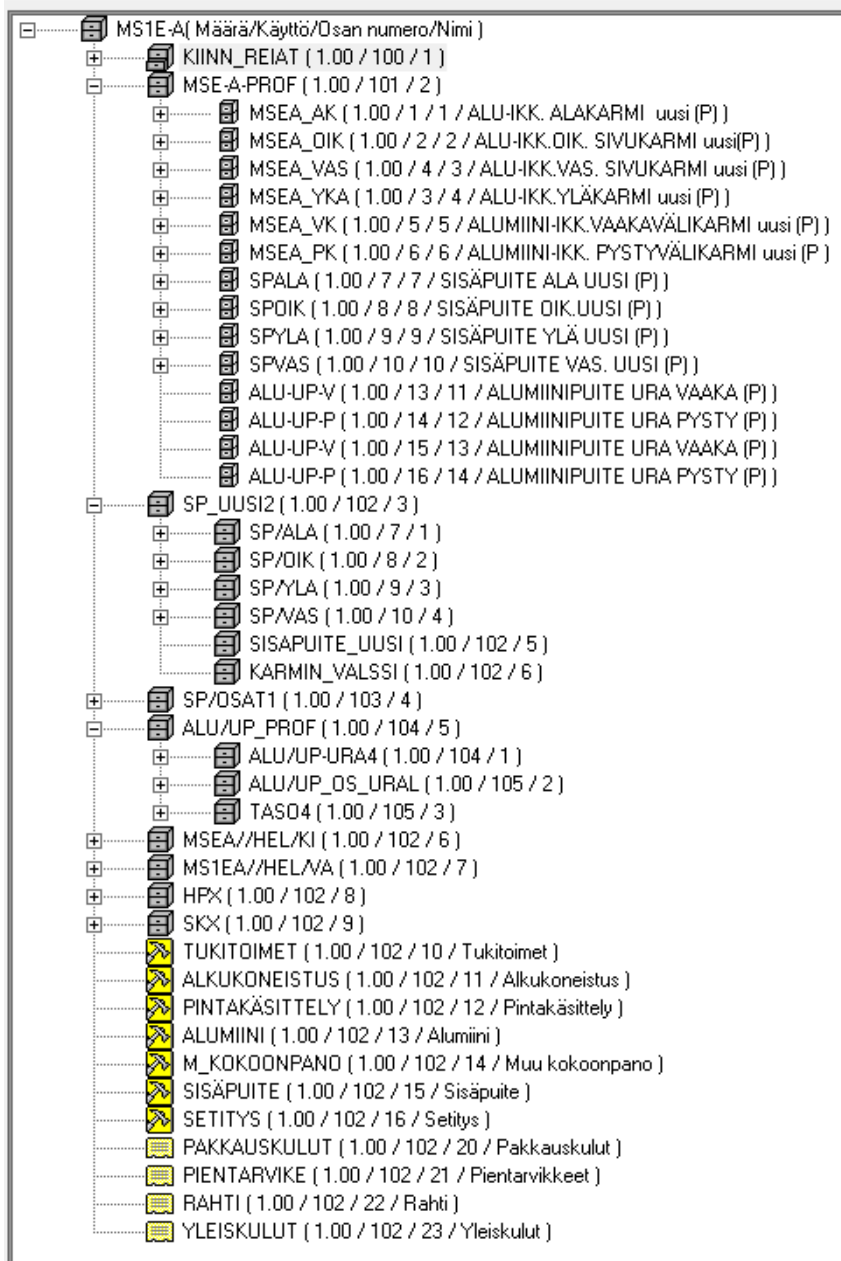 MS1E-A( Määrä/Käyttö/Osan numero/Nimi )
KIINN_REIAT ( 1.00 / 100 / 1 )
MSE-A-PROF ( 1.00 / 101 / 2 )
MSEA_AK ( 1.00 / 1 / 1 / ALU-IKK. ALAKARMI  uusi (P) )
MSEA_OIK ( 1.00 / 2 / 2 / ALU-IKK.OIK. SIVUKARMI uusi(P) )
MSEA_VAS ( 1.00 / 4 / 3 / ALU-IKK.VAS. SIVUKARMI uusi (P) )
MSEA_YKA ( 1.00 / 3 / 4 / ALU-IKK.YLÄKARMI uusi (P) )
MSEA_VK ( 1.00 / 5 / 5 / ALUMIINI-IKK.VAAKAVÄLIKARMI uusi (P) )
MSEA_PK ( 1.00 / 6 / 6 / ALUMIINI-IKK. PYSTYVÄLIKARMI uusi (P )
SPALA ( 1.00 / 7 / 7 / SISÄPUITE ALA UUSI (P) )
SPOIK ( 1.00 / 8 / 8 / SISÄPUITE OIK.UUSI (P) )
SPYLA ( 1.00 / 9 / 9 / SISÄPUITE YLÄ UUSI (P) )
SPVAS ( 1.00 / 10 / 10 / SISÄPUITE VAS. UUSI (P) )
ALU-UP-V ( 1.00 / 13 / 11 / ALUMIINIPUITE URA VAAKA (P) )
ALU-UP-P ( 1.00 / 14 / 12 / ALUMIINIPUITE URA PYSTY (P) )
ALU-UP-V ( 1.00 / 15 / 13 / ALUMIINIPUITE URA VAAKA (P) )
ALU-UP-P ( 1.00 / 16 / 14 / ALUMIINIPUITE URA PYSTY (P) )
SP_UUSI2 ( 1.00 / 102 / 3 )
SP/ALA ( 1.00 / 7 / 1 )
SP/OIK ( 1.00 / 8 / 2 )
SP/YLA ( 1.00 / 9 / 3 )
SP/VAS ( 1.00 / 10 / 4 )
SISAPUITE_UUSI ( 1.00 / 102 / 5 )
KARMIN_VALSSI ( 1.00 / 102 / 6 )
SP/OSAT1 ( 1.00 / 103 / 4 )
ALU/UP_PROF ( 1.00 / 104 / 5 )
ALU/UP-URA4 ( 1.00 / 104 / 1 )
ALU/UP_OS_URAL ( 1.00 / 105 / 2 )
TASO4 ( 1.00 / 105 / 3 )
MSEA//HEL/KI ( 1.00 / 102 / 6 )
MS1EA//HEL/VA ( 1.00 / 102 / 7 )
HPX ( 1.00 / 102 / 8 )
SKX ( 1.00 / 102 / 9 )
TUKITOIMET ( 1.00 / 102 / 10 / Tukitoimet )
ALKUKONEISTUS ( 1.00 / 102 / 11 / Alkukoneistus )
PINTAKÄSITTELY ( 1.00 / 102 / 12 / Pintakäsittely )
ALUMIINI ( 1.00 / 102 / 13 / Alumiini )
M_KOKOONPANO ( 1.00 / 102 / 14 / Muu kokoonpano )
SISÄPUITE ( 1.00 / 102 / 15 / Sisäpuite )
SETITYS ( 1.00 / 102 / 16 / Setitys )
PAKKAUSKULUT ( 1.00 / 102 / 20 / Pakkauskulut )
PIENTARVIKE ( 1.00 / 102 / 21 / Pientarvikkeet )
RAHTI ( 1.00 / 102 / 22 / Rahti )
YLEISKULUT ( 1.00 / 102 / 23 / Yleiskulut )